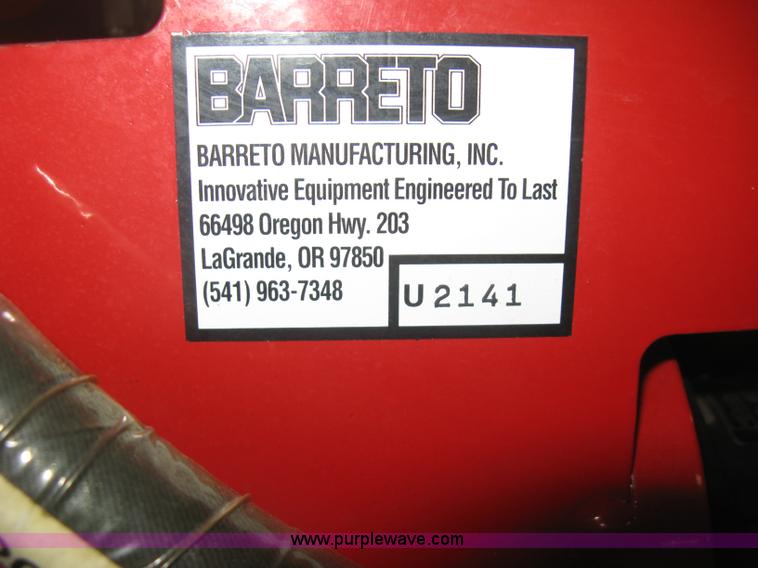 BARRETO
BARRETO MANUFACTURING, INC.
Innovative Equipment Engineered To Last
66498 Oregon Hwy. 203
LaGrande, OR 97850
(541) 963-7348
U 2141
www.purplewave.com